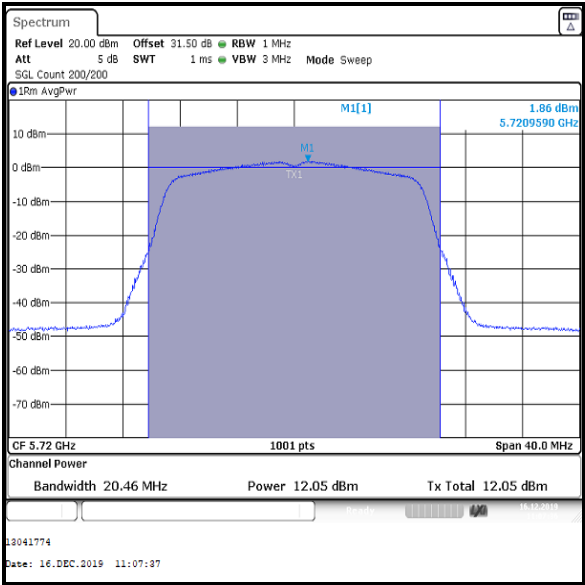 Spectrum
Ref Level 20.00 dBm Offset 31.50 dB RBW 1 MHz
Att 5 dB SWT 1 ms VBW 3 MHz Mode Sweep
SGL Count 200/200
1Rm AvgPwr
M1[1] 1.86 dBm
5.7209590 GHz
10 dBm
M1
0 dBm
TX1
-10 dBm
-20 dBm
-30 dBm
-40 dBm
-50 dBm
-60 dBm
-70 dBm
CF 5.72 GHz 1001 pts Span 40.0 MHz
Channel Power
Bandwidth 20.46 MHz Power 12.05 dBm Tx Total 12.05 dBm
Ready 16.12.2019
13041774
Date: 16.DEC.2019 11:07:37